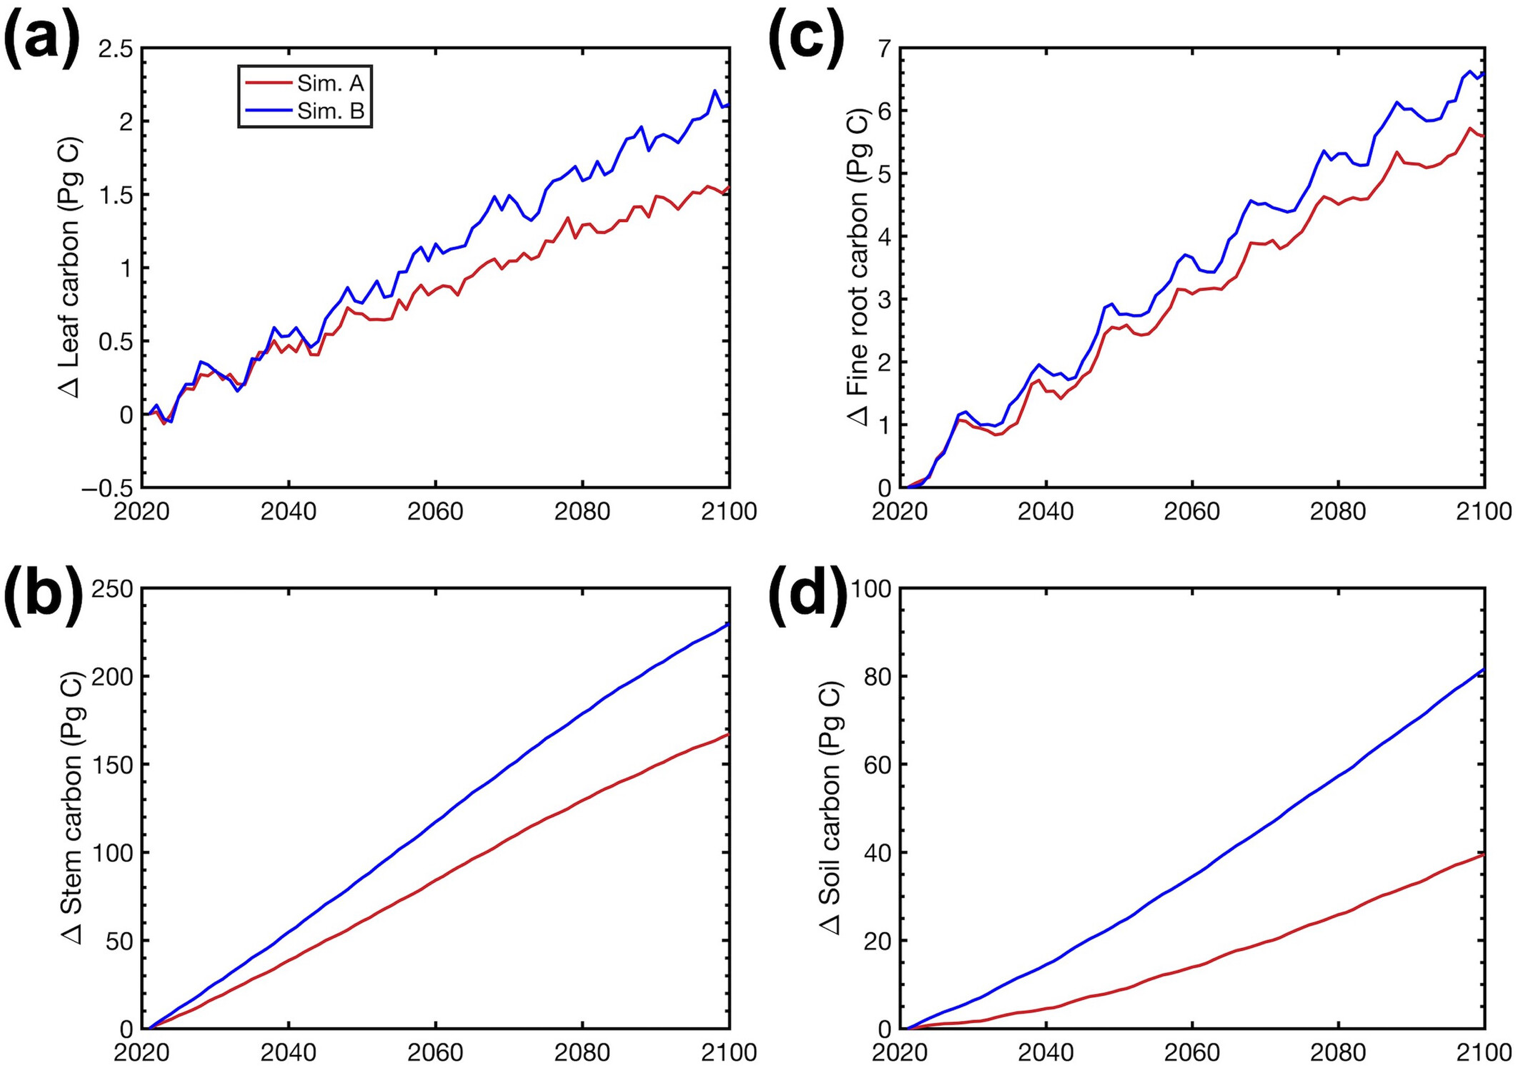 (a)
2.5
2
1.5
1
0.5
0
−0.5
Δ Leaf carbon (Pg C)
Sim. A
Sim. B
2020 2040 2060 2080 2100
(c)
7
6
5
4
3
2
1
0
Δ Fine root carbon (Pg C)
2020 2040 2060 2080 2100
(b)
250
200
150
100
50
0
Δ Stem carbon (Pg C)
2020 2040 2060 2080 2100
(d)
100
80
60
40
20
0
Δ Soil carbon (Pg C)
2020 2040 2060 2080 2100